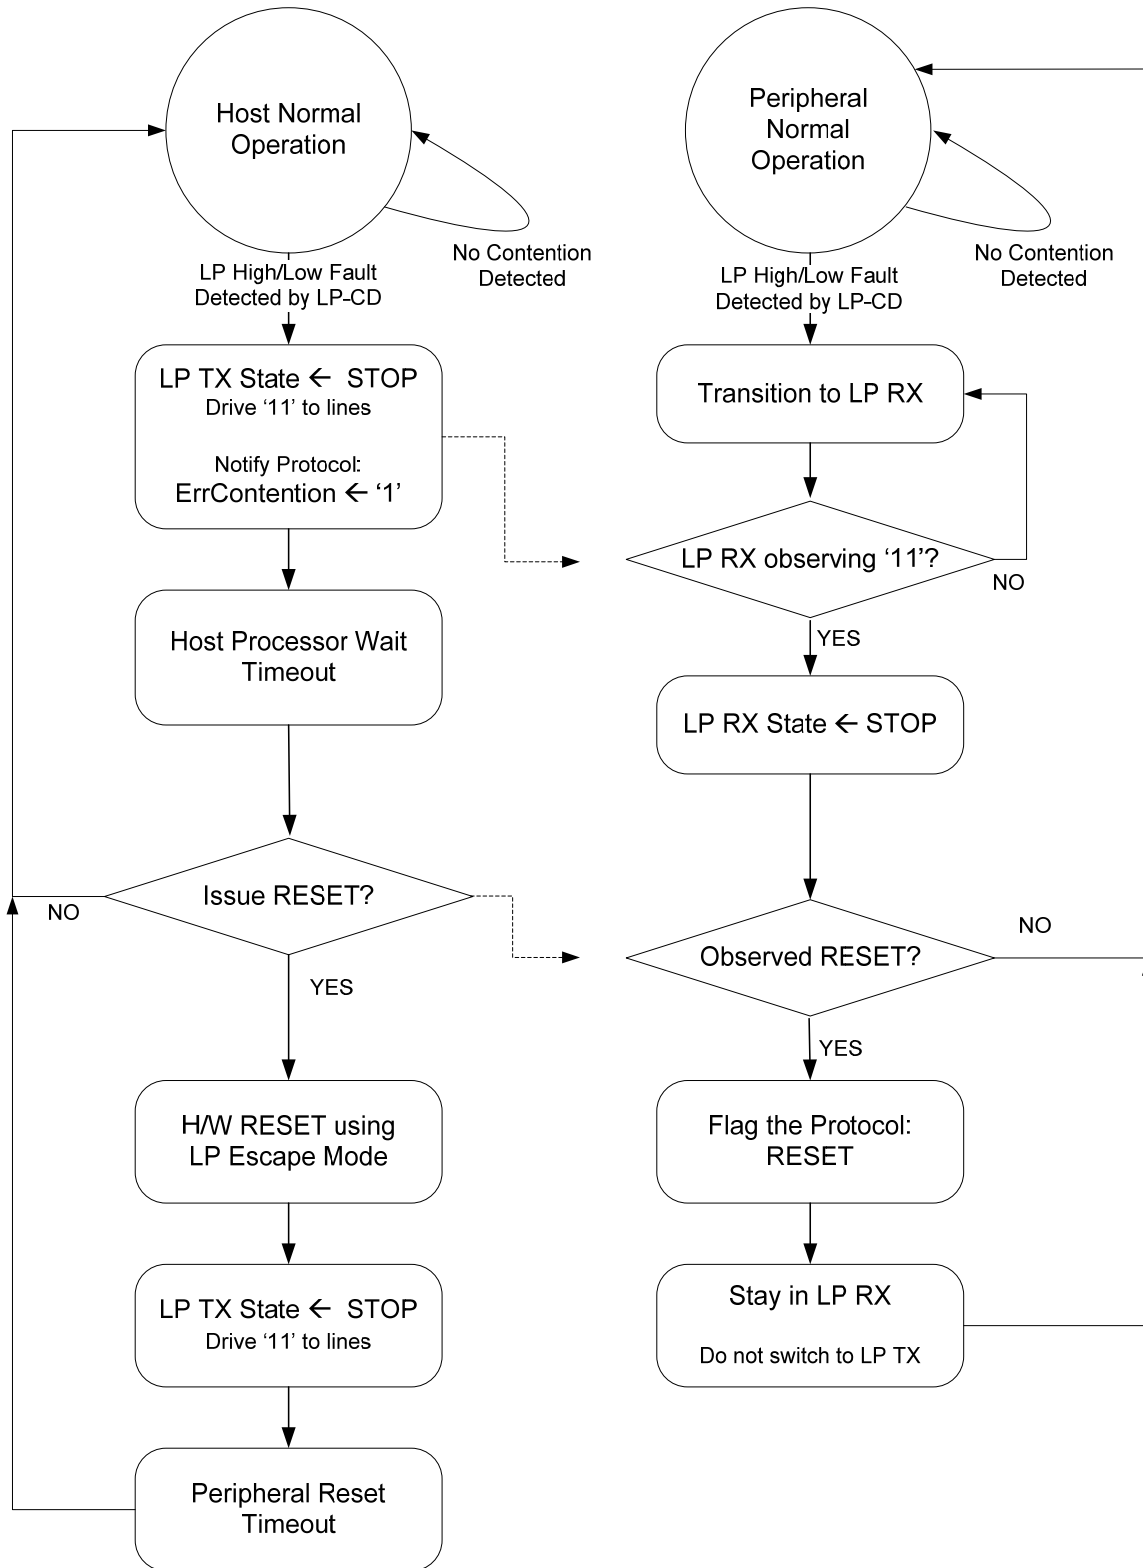 Host Normal
Operation
No Contention
Detected
LP High/Low Fault
Detected by LP-CD
LP TX State ← STOP
Drive ‘11’ to lines
Notify Protocol:
ErrContention ← ‘1’
Host Processor Wait
Timeout
Issue RESET?
NO
YES
H/W RESET using
LP Escape Mode
LP TX State ← STOP
Drive ‘11’ to lines
Peripheral Reset
Timeout
Peripheral
Normal
Operation
No Contention
Detected
LP High/Low Fault
Detected by LP-CD
Transition to LP RX
LP RX observing ‘11’?
NO
YES
LP RX State ← STOP
Observed RESET?
NO
YES
Flag the Protocol:
RESET
Stay in LP RX
Do not switch to LP TX